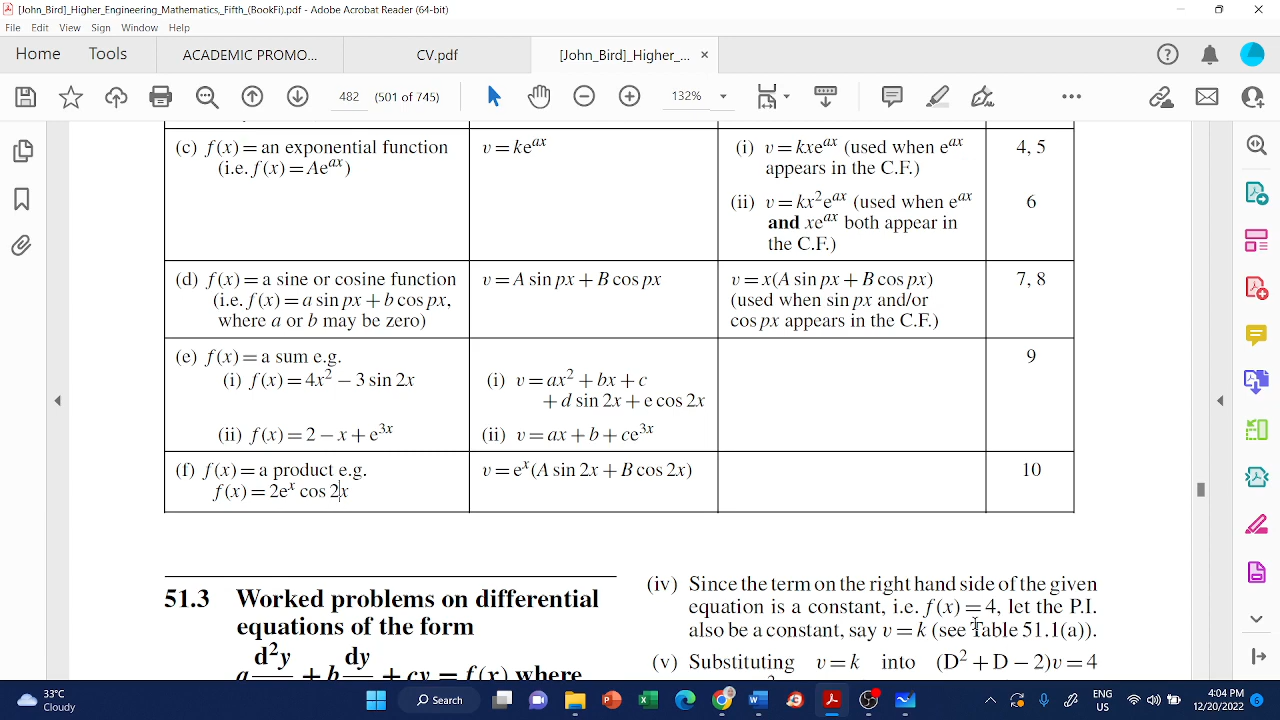 [John_Bird]_Higher_Engineering_Mathematics,_Fifth_(BookFi).pdf - Adobe Acrobat Reader (64-bit)
File Edit View Sign Window Help
Home Tools ACADEMIC PROMO... CV.pdf [John_Bird]_Higher_... ×
482 (501 of 745) 132%
(c) f(x) = an exponential function v = ke^{ax} (i) v = kxe^{ax} (used when e^{ax} 4, 5
(i.e. f(x) = Ae^{ax}) appears in the C.F.)
(ii) v = kx²e^{ax} (used when e^{ax} 6
and xe^{ax} both appear in
the C.F.)
(d) f(x) = a sine or cosine function v = A sin px + B cos px v = x(A sin px + B cos px) 7, 8
(i.e. f(x) = a sin px + b cos px, (used when sin px and/or
where a or b may be zero) cos px appears in the C.F.)
(e) f(x) = a sum e.g. 9
(i) f(x) = 4x² − 3 sin 2x (i) v = ax² + bx + c
+ d sin 2x + e cos 2x
(ii) f(x) = 2 − x + e^{3x} (ii) v = ax + b + ce^{3x}
(f) f(x) = a product e.g. v = e^x(A sin 2x + B cos 2x) 10
f(x) = 2e^x cos 2x
51.3 Worked problems on differential
equations of the form
a d²y + b dy + cy = f(x) where
(iv) Since the term on the right hand side of the given
equation is a constant, i.e. f(x) = 4, let the P.I.
also be a constant, say v = k (see Table 51.1(a)).
(v) Substituting v = k into (D² + D − 2)v = 4
33°C
Cloudy
Search
ENG
US
4:04 PM
12/20/2022
5